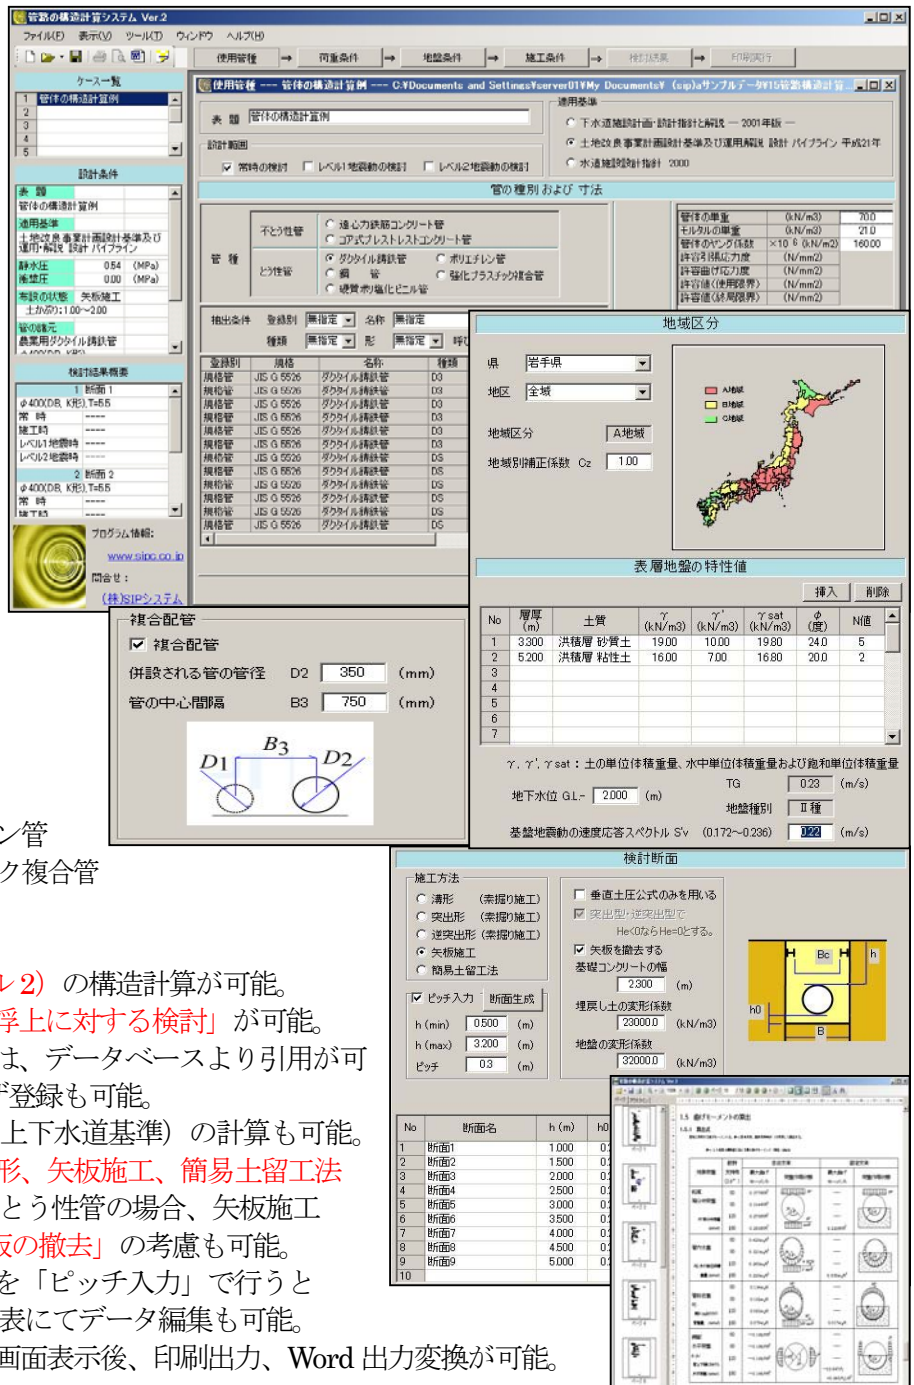 管路の構造計算システム Ver.2
ファイル(F) 表示(V) ツール(T) ウィンドウ ヘルプ(H)
使用管種 荷重条件 地盤条件 施工条件 検討結果 印刷実行
ケース一覧
1 管体の構造計算例
2
3
4
5
設計条件
表 題
管体の構造計算例
適用基準
土地改良事業計画設計基準及び
運用・解説 設計 パイプライン
静水圧 0.54 (MPa)
衝撃圧 0.00 (MPa)
布設の状態 矢板施工
土かぶり:1.00~2.00
管の諸元
農業用ダクタイル鋳鉄管
検討結果概要
1 断面 1
φ400(DB, K形),T=5.5
常 時 ----
施工時 ----
レベル1地震時 ----
レベル2地震時 ----
2 断面 2
φ400(DB, K形),T=5.5
常 時 ----
施工時 ----
プログラム情報:
www.sipc.co.jp
問合せ:
(株)SIPシステム
使用管種 --- 管体の構造計算例 --- C:¥Documents and Settings¥server01¥My Documents¥ (sip)aサンプルデータ¥15管路構造計算
表 題 管体の構造計算例
設計範囲
常時の検討 レベル1地震動の検討 レベル2地震動の検討
適用基準
下水道施設計画・設計指針と解説 ― 2001年版 ―
土地改良事業計画設計基準及び運用解説 設計 パイプライン 平成21年
水道施設設計指針 2000
管の種別 および 寸法
管 種
不とう性管
遠心力鉄筋コンクリート管
コア式プレストレストコンクリート管
とう性管
ダクタイル鋳鉄管 ポリエチレン管
鋼 管 強化プラスチック複合管
硬質ポリ塩化ビニル管
管体の単重 (kN/m3) 70.0
モルタルの単重 (kN/m3) 21.0
管体のヤング係数 ×10 6 (kN/m2) 160.00
許容引張応力度 (N/mm2)
許容曲げ応力度 (N/mm2)
許容値(使用限界) (N/mm2)
許容値(終局限界) (N/mm2)
抽出条件 登録別 無指定 名称 無指定
種類 無指定 形 無指定 呼び
登録別 規格 名称 種類
規格管 JIS G 5526 ダクタイル鋳鉄管 D3
規格管 JIS G 5526 ダクタイル鋳鉄管 D3
規格管 JIS G 5526 ダクタイル鋳鉄管 D3
規格管 JIS G 5526 ダクタイル鋳鉄管 D3
規格管 JIS G 5526 ダクタイル鋳鉄管 D3
規格管 JIS G 5526 ダクタイル鋳鉄管 D3
規格管 JIS G 5526 ダクタイル鋳鉄管 D3
規格管 JIS G 5526 ダクタイル鋳鉄管 DS
規格管 JIS G 5526 ダクタイル鋳鉄管 DS
規格管 JIS G 5526 ダクタイル鋳鉄管 DS
規格管 JIS G 5526 ダクタイル鋳鉄管 DS
規格管 JIS G 5526 ダクタイル鋳鉄管 DS
地域区分
県 岩手県
地区 全域
地域区分 A地域
地域別補正係数 Cz 1.00
A地域
B地域
C地域
表層地盤の特性値
挿入 削除
No 層厚(m) 土質 γ(kN/m3) γ'(kN/m3) γsat(kN/m3) φ(度) N値
1 3.300 洪積層 砂質土 19.00 10.00 19.80 24.0 5
2 5.200 洪積層 粘性土 16.00 7.00 16.80 20.0 2
3
4
5
6
7
γ, γ', γsat : 土の単位体積重量、水中単位体積重量および飽和単位体積重量
地下水位 G.L.- 2.000 (m)
TG 0.23 (m/s)
地盤種別 Ⅱ種
基盤地震動の速度応答スペクトル S'v (0.172~0.236) 0.22 (m/s)
複合配管
複合配管
併設される管の管径 D2 350 (mm)
管の中心間隔 B3 750 (mm)
D1 B3 D2
検討断面
施工方法
溝形 (素掘り施工)
突出形 (素掘り施工)
逆突出形 (素掘り施工)
矢板施工
簡易土留工法
ピッチ入力 断面生成
h (min) 0.500 (m)
h (max) 3.200 (m)
ピッチ 0.3 (m)
垂直土圧公式のみを用いる
突出型・逆突出型で
He<0ならHe=0とする。
矢板を撤去する
基礎コンクリートの幅
2.300 (m)
埋戻し土の変形係数
23000.0 (kN/m3)
地盤の変形係数
32000.0 (kN/m3)
Bc h
h0
B
No 断面名 h (m) h0
1 断面1 1.000 0.
2 断面2 1.500 0.
3 断面3 2.000 0.
4 断面4 2.500 0.
5 断面5 3.000 0.
6 断面6 3.500 0.
7 断面7 4.000 0.
8 断面8 4.500 0.
9 断面9 5.000 0.
10
1.5 曲げモーメントの算出
ン管
ク複合管
ル 2）の構造計算が可能。
浮上に対する検討」が可能。
は、データベースより引用が可
ず登録も可能。
上下水道基準）の計算も可能。
形、矢板施工、簡易土留工法
とう性管の場合、矢板施工
板の撤去」の考慮も可能。
を「ピッチ入力」で行うと
表にてデータ編集も可能。
画面表示後、印刷出力、Word 出力変換が可能。